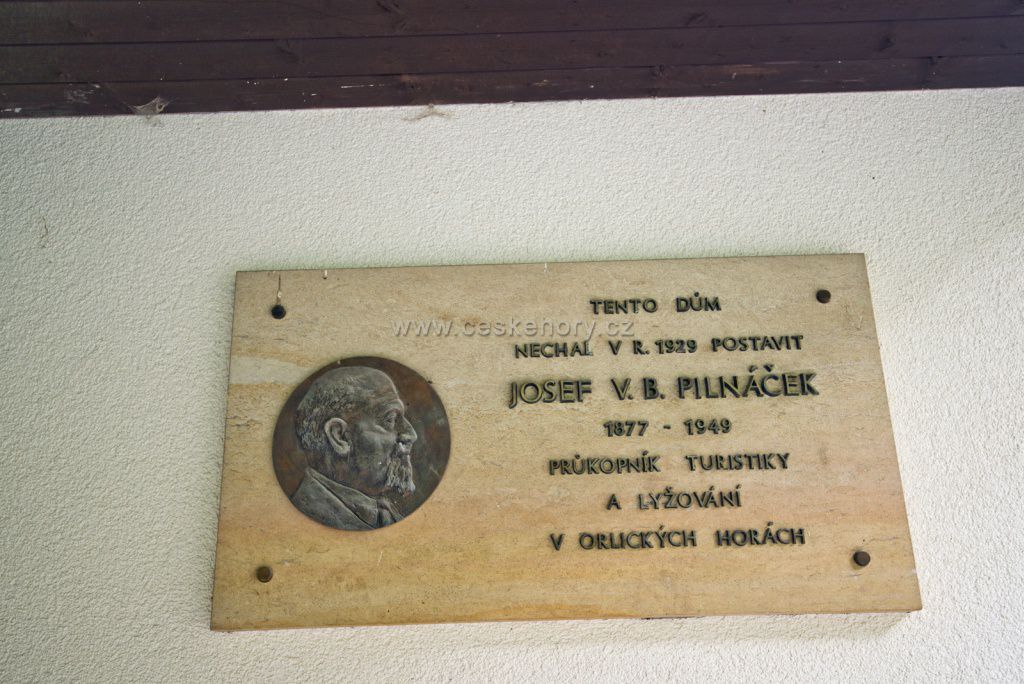 TENTO DŮM
www.ceskehory.cz
NECHAL V R. 1929 POSTAVIT
JOSEF V. B. PILNÁČEK
1877 - 1949
PRŮKOPNÍK TURISTIKY
A LYŽOVÁNÍ
V ORLICKÝCH HORÁCH